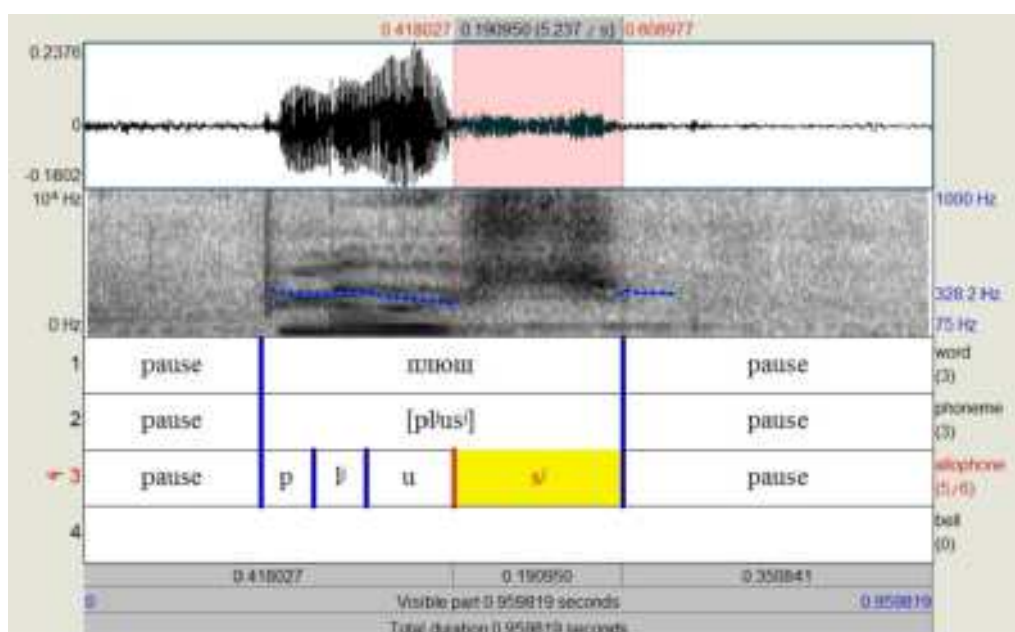 0.418027 0.190950 (5.237 / s) 0.608977
0.2376
0
-0.1802
10⁴ Hz 1000 Hz
328.2 Hz
0 Hz 75 Hz
1 pause плюш pause word (3)
2 pause [plʲusʲ] pause phoneme (3)
3 pause p lʲ u sʲ pause allophone (5/6)
4 bell (0)
0.418027 0.190950 0.350841
0 Visible part 0.959819 seconds 0.959819
Total duration 0.959819 seconds